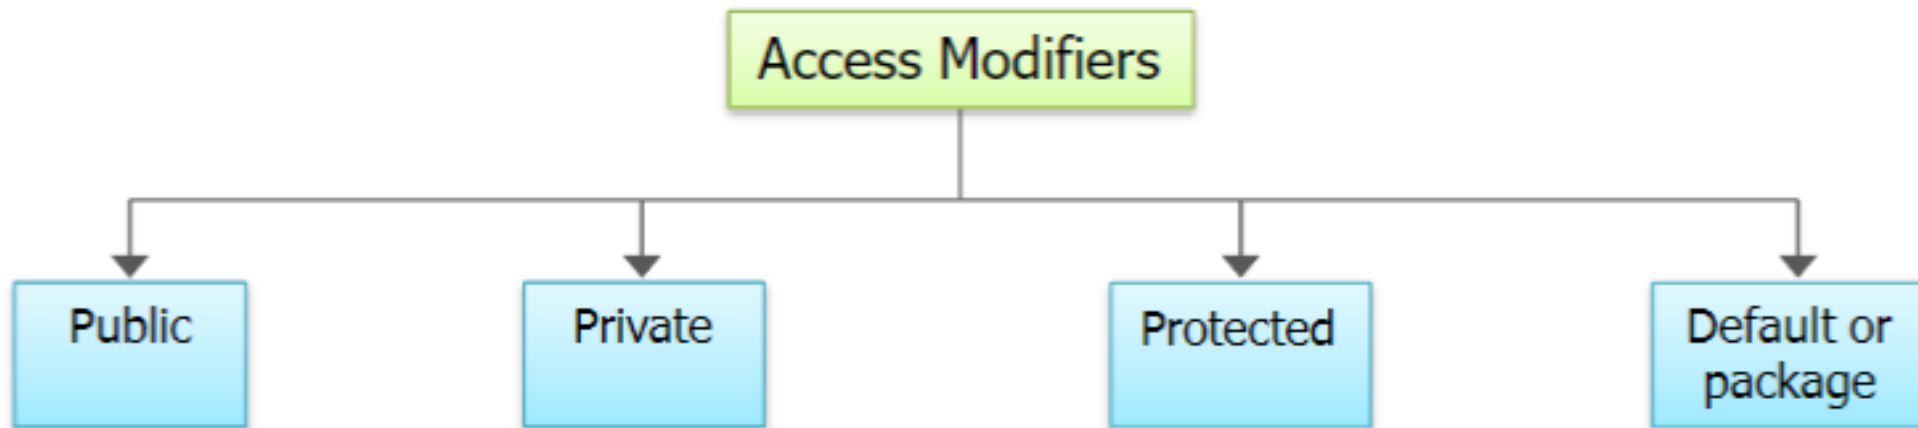 Access Modifiers
Public
Private
Protected
Default or
package